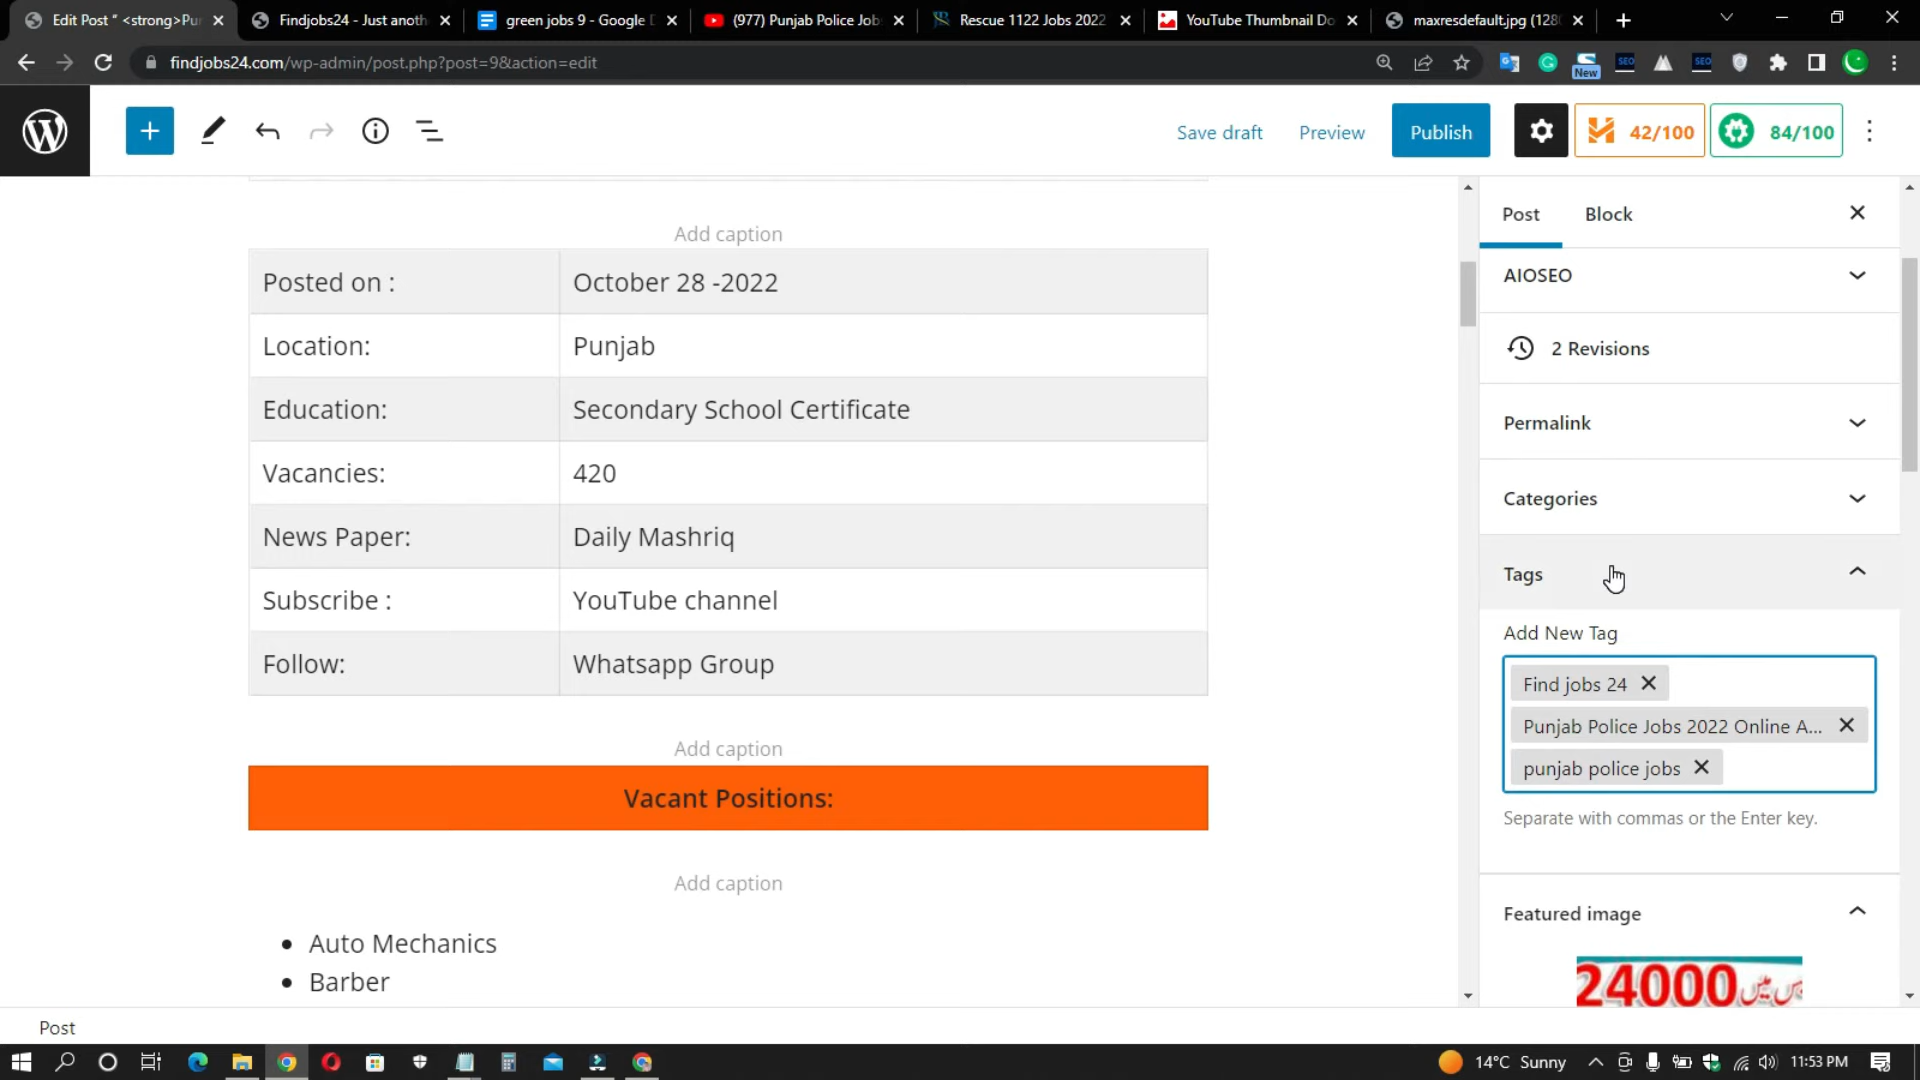 Edit Post " <strong>Pun
Findjobs24 - Just anoth
green jobs 9 - Google D
(977) Punjab Police Job
Rescue 1122 Jobs 2022
YouTube Thumbnail Do
maxresdefault.jpg (128
findjobs24.com/wp-admin/post.php?post=9&action=edit
SEO
New
SEO
Save draft
Preview
Publish
42/100
84/100
Post
Block
Add caption
Posted on :
October 28 -2022
Location:
Punjab
Education:
Secondary School Certificate
Vacancies:
420
News Paper:
Daily Mashriq
Subscribe :
YouTube channel
Follow:
Whatsapp Group
Add caption
Vacant Positions:
Add caption
Auto Mechanics
Barber
AIOSEO
2 Revisions
Permalink
Categories
Tags
Add New Tag
Find jobs 24
Punjab Police Jobs 2022 Online A...
punjab police jobs
Separate with commas or the Enter key.
Featured image
24000
Post
14°C Sunny
11:53 PM